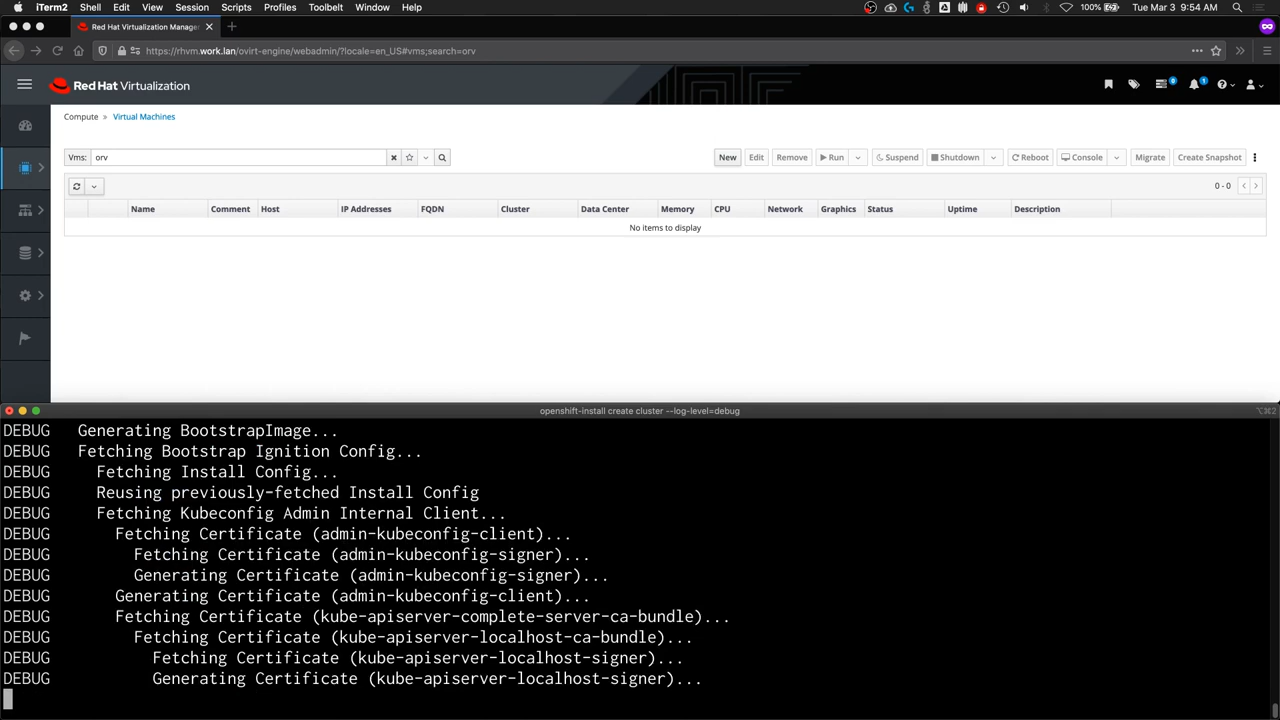 iTerm2 Shell Edit View Session Scripts Profiles Toolbelt Window Help 100% Tue Mar 3 9:54 AM
Red Hat Virtualization Manage
https://rhvm.work.lan/ovirt-engine/webadmin/?locale=en_US#vms;search=orv
Red Hat Virtualization 0 1
Compute » Virtual Machines
Vms: orv New Edit Remove Run Suspend Shutdown Reboot Console Migrate Create Snapshot
0 - 0
Name Comment Host IP Addresses FQDN Cluster Data Center Memory CPU Network Graphics Status Uptime Description
No items to display
openshift-install create cluster --log-level=debug ⌥⌘2
DEBUG Generating BootstrapImage...
DEBUG Fetching Bootstrap Ignition Config...
DEBUG Fetching Install Config...
DEBUG Reusing previously-fetched Install Config
DEBUG Fetching Kubeconfig Admin Internal Client...
DEBUG Fetching Certificate (admin-kubeconfig-client)...
DEBUG Fetching Certificate (admin-kubeconfig-signer)...
DEBUG Generating Certificate (admin-kubeconfig-signer)...
DEBUG Generating Certificate (admin-kubeconfig-client)...
DEBUG Fetching Certificate (kube-apiserver-complete-server-ca-bundle)...
DEBUG Fetching Certificate (kube-apiserver-localhost-ca-bundle)...
DEBUG Fetching Certificate (kube-apiserver-localhost-signer)...
DEBUG Generating Certificate (kube-apiserver-localhost-signer)...